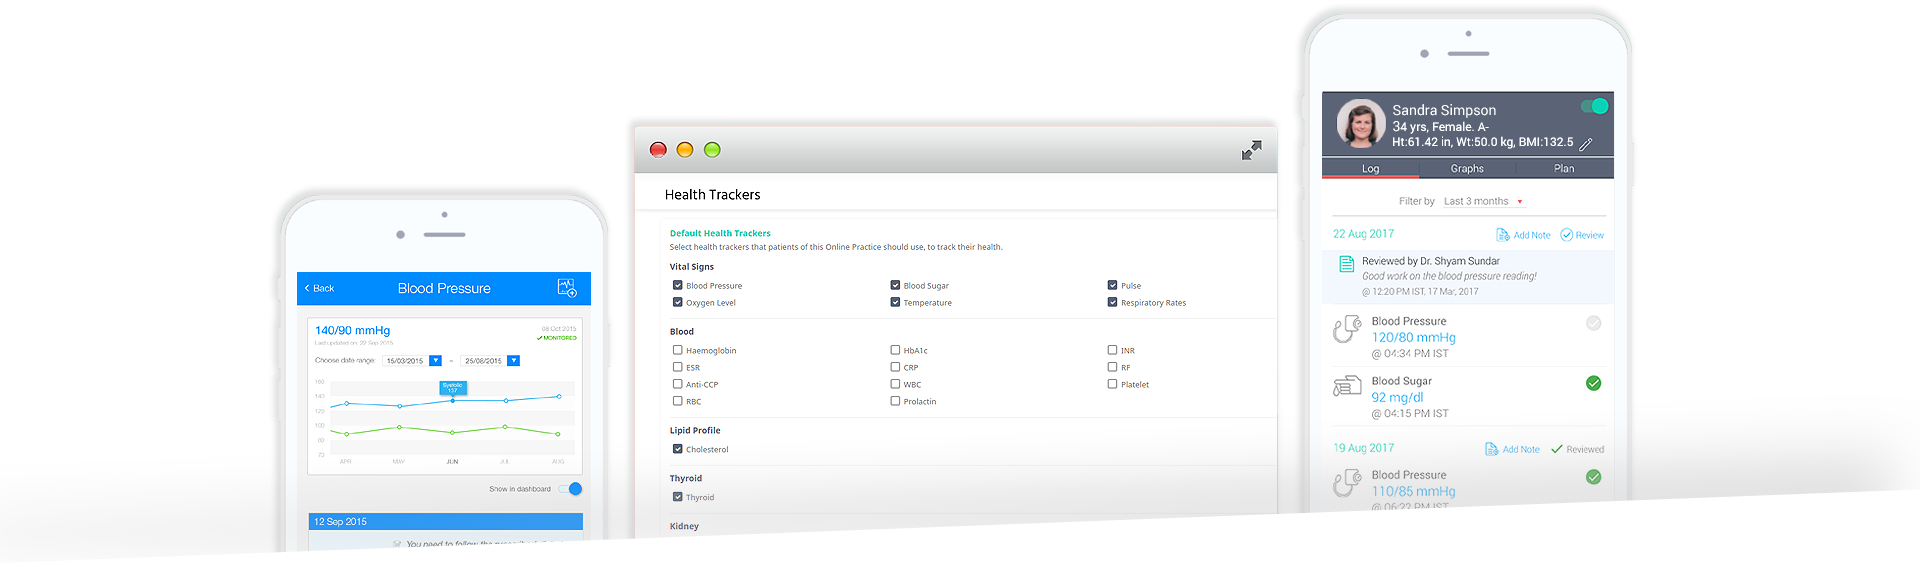 Back
Blood Pressure
140/90 mmHg
08 Oct 2015
Last updated on: 22 Sep 2015
MONITORED
Choose date range:
15/03/2015
-
25/08/2015
160
140
120
100
80
70
Systolic
137
APR
MAY
JUN
JUL
AUG
Show in dashboard
12 Sep 2015
You need to follow the
Health Trackers
Default Health Trackers
Select health trackers that patients of this Online Practice should use, to track their health.
Vital Signs
Blood Pressure Blood Sugar Pulse
Oxygen Level Temperature Respiratory Rates
Blood
Haemoglobin HbA1c INR
ESR CRP RF
Anti-CCP WBC Platelet
RBC Prolactin
Lipid Profile
Cholesterol
Thyroid
Thyroid
Kidney
Sandra Simpson
34 yrs, Female. A-
Ht:61.42 in, Wt:50.0 kg, BMI:132.5
Log Graphs Plan
Filter by Last 3 months
22 Aug 2017 Add Note Review
Reviewed by Dr. Shyam Sundar
Good work on the blood pressure reading!
@ 12:20 PM IST, 17 Mar, 2017
Blood Pressure
120/80 mmHg
@ 04:34 PM IST
Blood Sugar
92 mg/dl
@ 04:15 PM IST
19 Aug 2017 Add Note Reviewed
Blood Pressure
110/85 mmHg
@ 06:22 PM IST